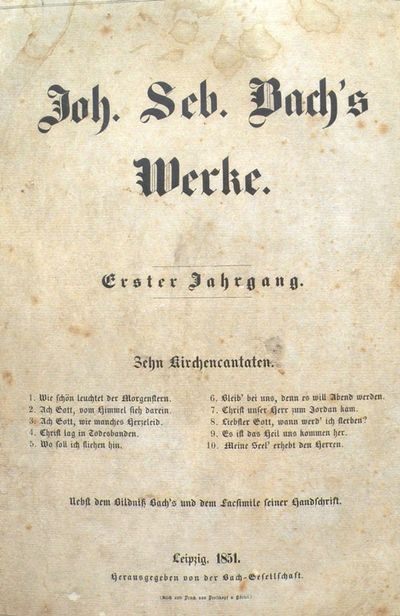 Joh. Seb. Bach's
Werke.
Erster Jahrgang.
Zehn Kirchencantaten.
1. Wie schön leuchtet der Morgenstern.
2. Ach Gott, vom Himmel sieh darein.
3. Ach Gott, wie manches Herzeleid.
4. Christ lag in Todesbanden.
5. Wo soll ich fliehen hin.
6. Bleib' bei uns, denn es will Abend werden.
7. Christ unser Herr zum Jordan kam.
8. Liebster Gott, wann werd' ich sterben?
9. Es ist das Heil uns kommen her.
10. Meine Seel' erhebt den Herren.
Nebst dem Bildniß Bach's und dem Facsimile seiner Handschrift.
Leipzig, 1851.
Herausgegeben von der Bach-Gesellschaft.
(Stich und Druck von Breitkopf u. Härtel.)